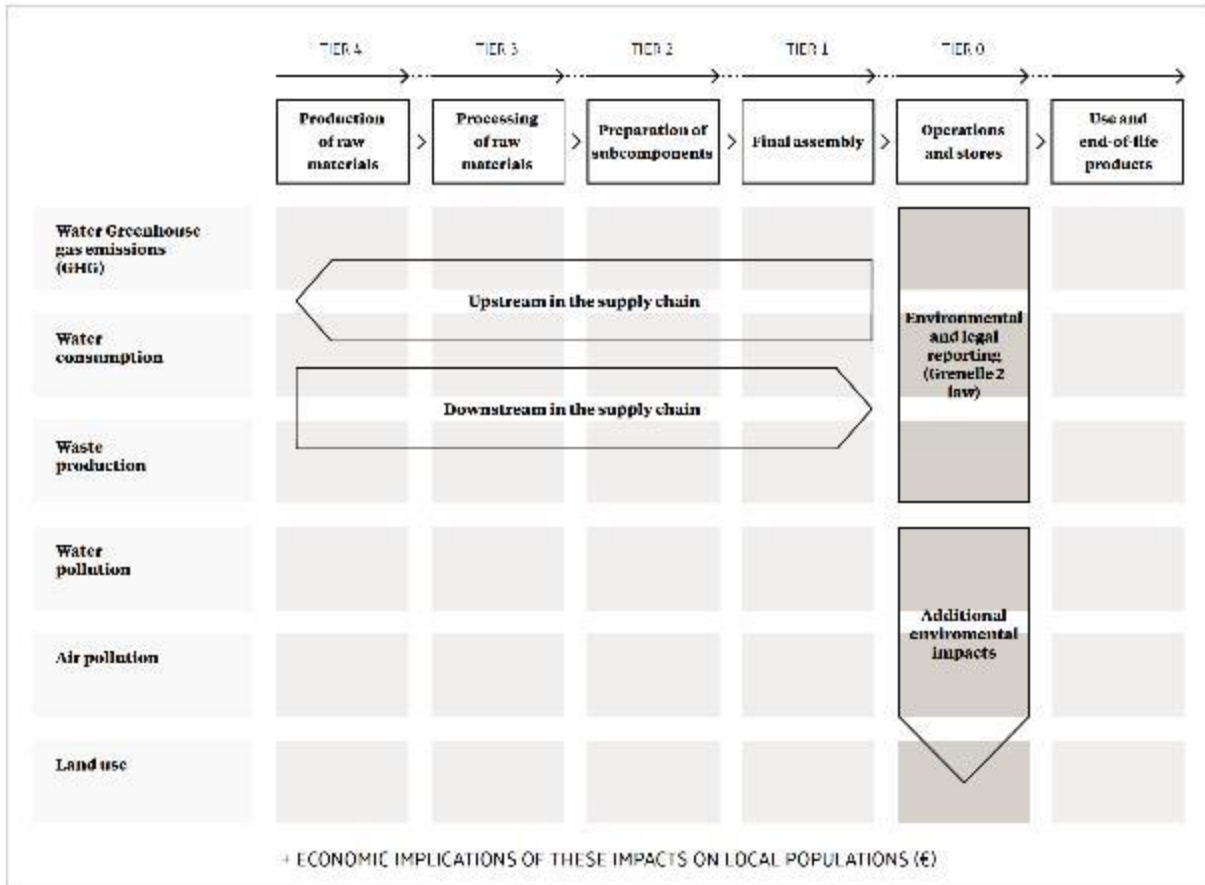 TIER 4 TIER 3 TIER 2 TIER 1 TIER 0
Production
of raw
materials
>
Processing
of raw
materials
>
Preparation of
subcomponents
>
Final assembly
>
Operations
and stores
>
Use and
end-of-life
products
Water Greenhouse
gas emissions
(GHG)
Upstream in the supply chain
Water
consumption
Environmental
and legal
reporting
(Grenelle 2
law)
Downstream in the supply chain
Waste
production
Water
pollution
Additional
enviromental
impacts
Air pollution
Land use
+ ECONOMIC IMPLICATIONS OF THESE IMPACTS ON LOCAL POPULATIONS (€)